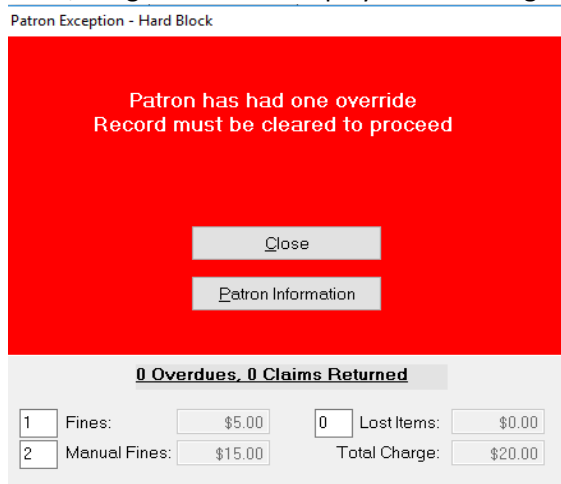 Patron Exception - Hard Block
Patron has had one override
Record must be cleared to proceed
Close
Patron Information
0 Overdues, 0 Claims Returned
1 Fines: $5.00 0 Lost Items: $0.00
2 Manual Fines: $15.00 Total Charge: $20.00